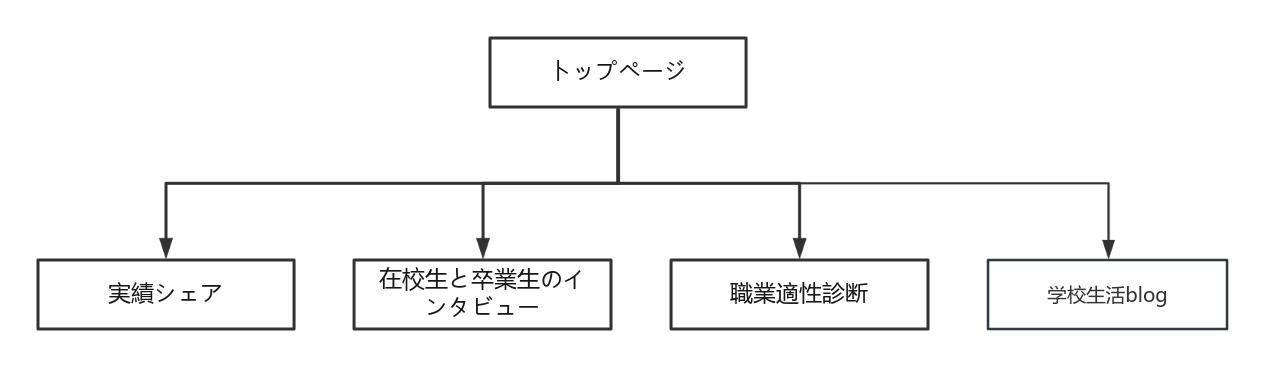 トップページ
実績シェア
在校生と卒業生のイ
ンタビュー
職業適性診断
学校生活blog